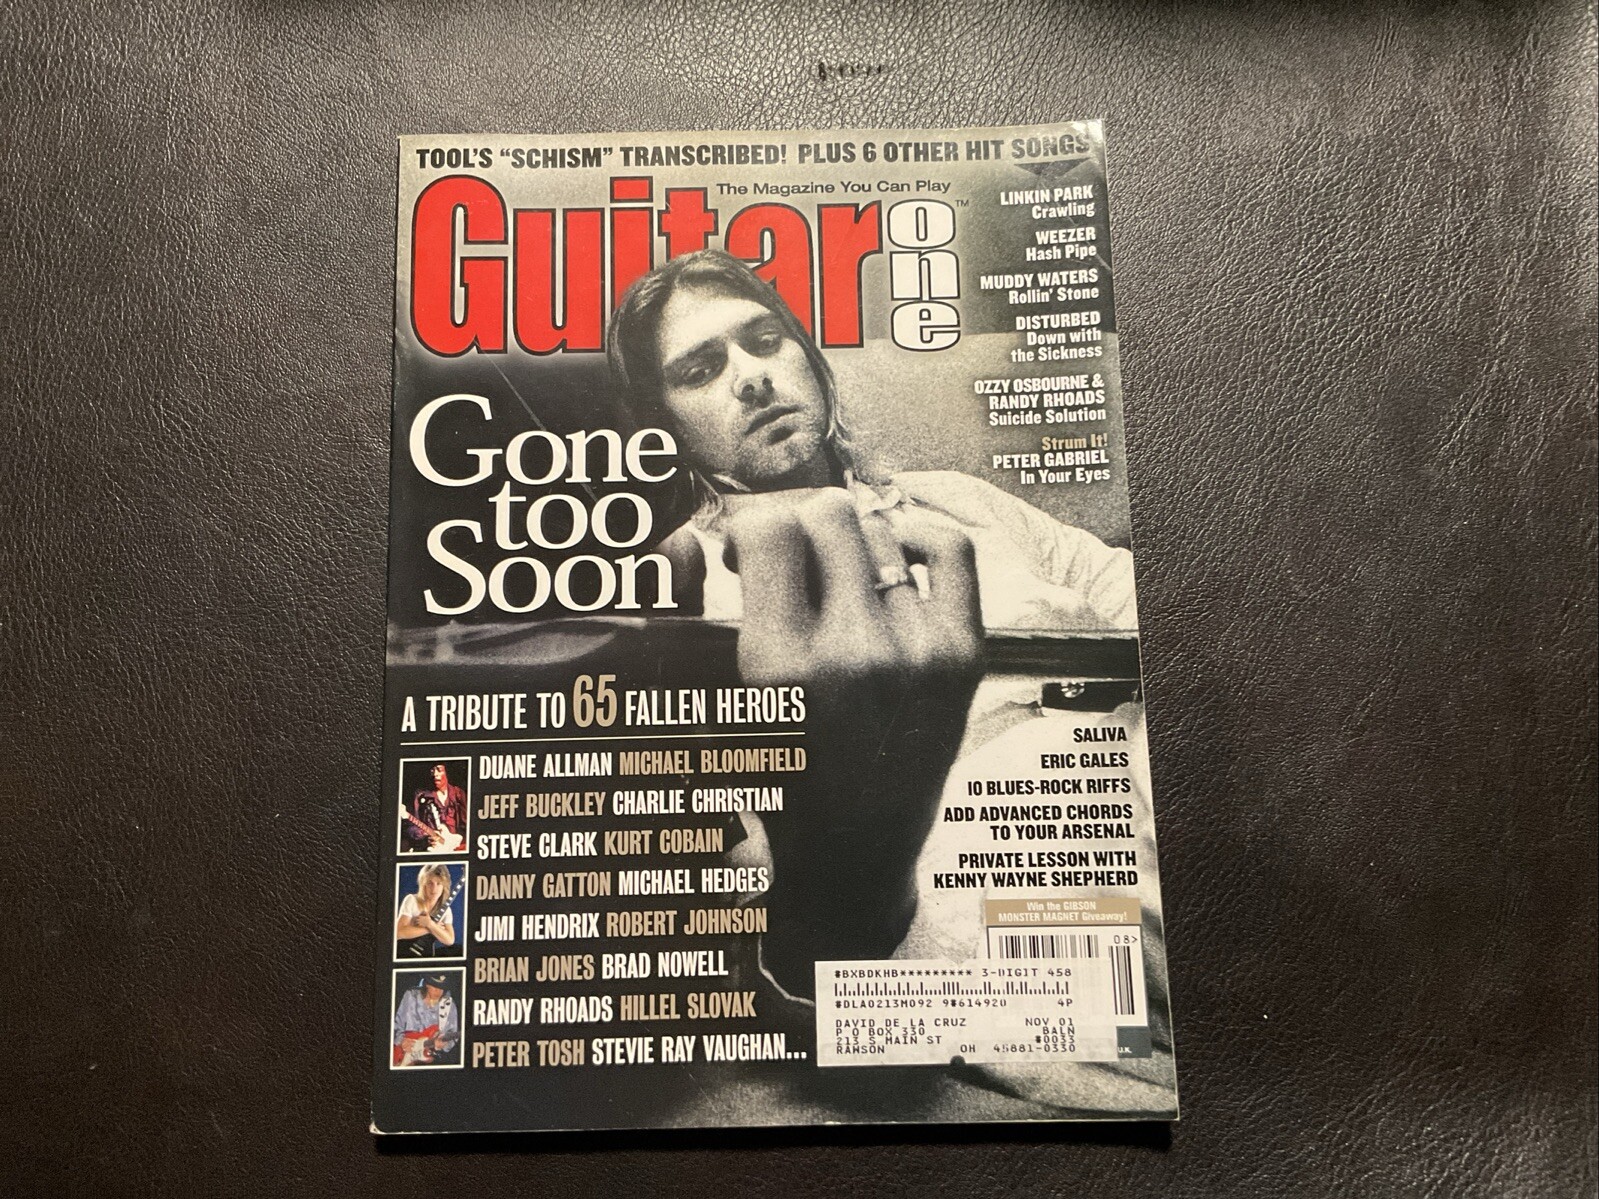 TOOL'S "SCHISM" TRANSCRIBED! PLUS 6 OTHER HIT SONGS
The Magazine You Can Play
Guitar one™
LINKIN PARK
Crawling
WEEZER
Hash Pipe
MUDDY WATERS
Rollin' Stone
DISTURBED
Down with
the Sickness
OZZY OSBOURNE &
RANDY RHOADS
Suicide Solution
Strum It!
PETER GABRIEL
In Your Eyes
Gone
too
Soon
A TRIBUTE TO 65 FALLEN HEROES
DUANE ALLMAN MICHAEL BLOOMFIELD
JEFF BUCKLEY CHARLIE CHRISTIAN
STEVE CLARK KURT COBAIN
DANNY GATTON MICHAEL HEDGES
JIMI HENDRIX ROBERT JOHNSON
BRIAN JONES BRAD NOWELL
RANDY RHOADS HILLEL SLOVAK
PETER TOSH STEVIE RAY VAUGHAN...
SALIVA
ERIC GALES
10 BLUES-ROCK RIFFS
ADD ADVANCED CHORDS
TO YOUR ARSENAL
PRIVATE LESSON WITH
KENNY WAYNE SHEPHERD
Win the GIBSON
MONSTER MAGNET Giveaway!
08>
#BXBDKHB********* 3-DIGIT 458
#DLA0213M092 9#614920 4P
DAVID DE LA CRUZ NOV 01
P O BOX 330 BALN
213 S MAIN ST #0033
RAWSON OH 45881-0330
U.K.